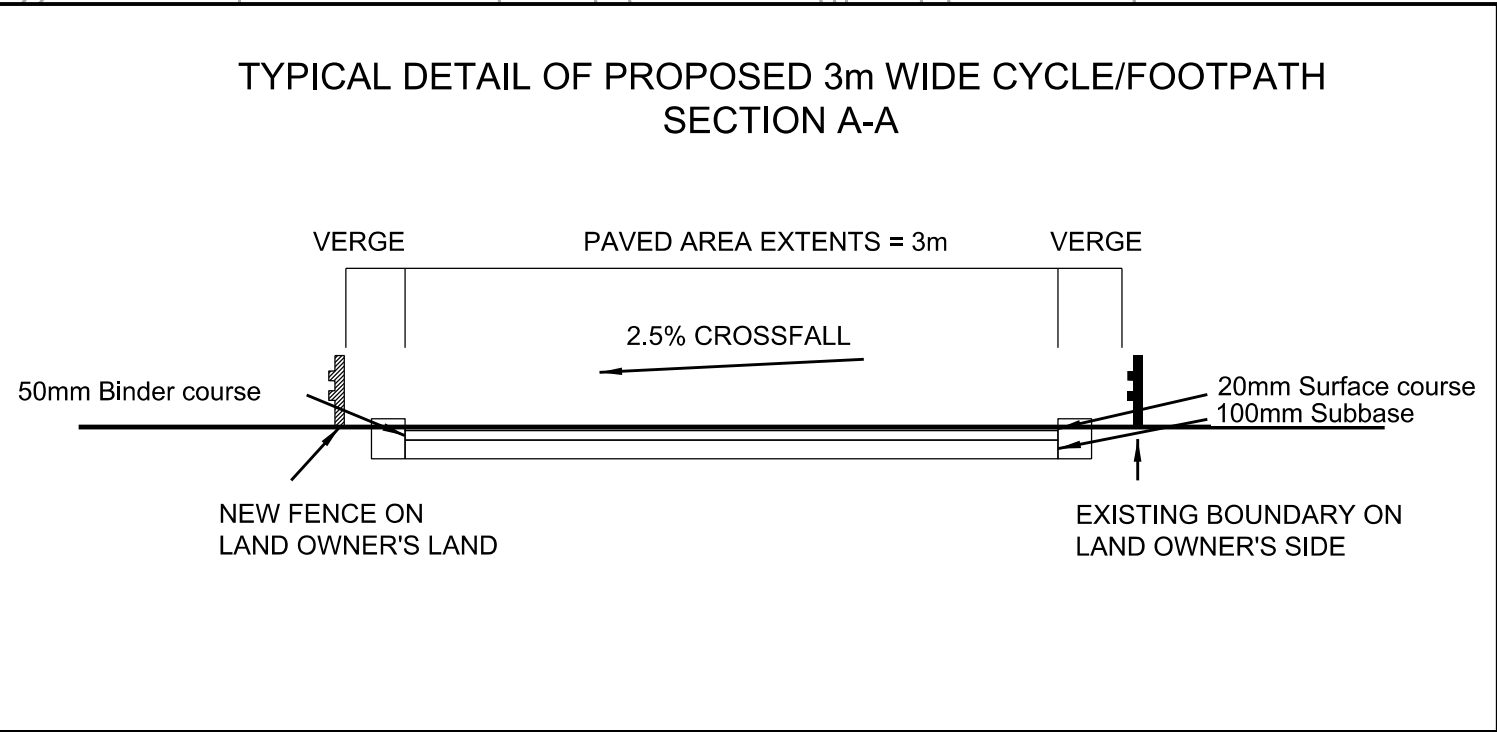 TYPICAL DETAIL OF PROPOSED 3m WIDE CYCLE/FOOTPATH
SECTION A-A
VERGE
PAVED AREA EXTENTS = 3m
VERGE
2.5% CROSSFALL
50mm Binder course
20mm Surface course
100mm Subbase
NEW FENCE ON
LAND OWNER'S LAND
EXISTING BOUNDARY ON
LAND OWNER'S SIDE